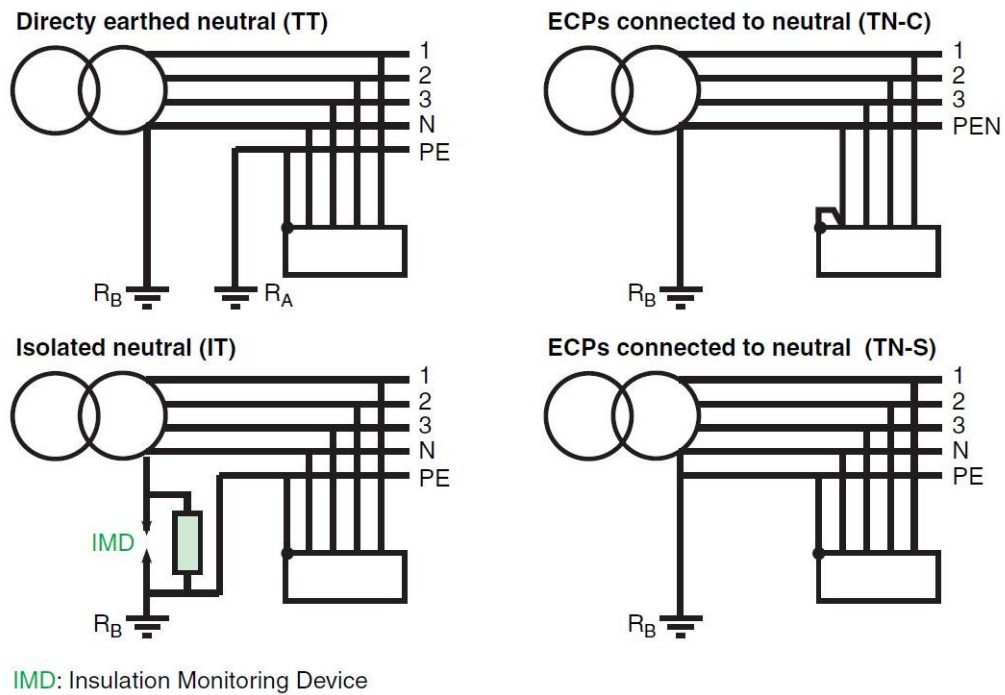 Directy earthed neutral (TT)
1
2
3
N
PE
RB
RA
ECPs connected to neutral (TN-C)
1
2
3
PEN
RB
Isolated neutral (IT)
1
2
3
N
PE
IMD
RB
ECPs connected to neutral (TN-S)
1
2
3
N
PE
RB
IMD: Insulation Monitoring Device